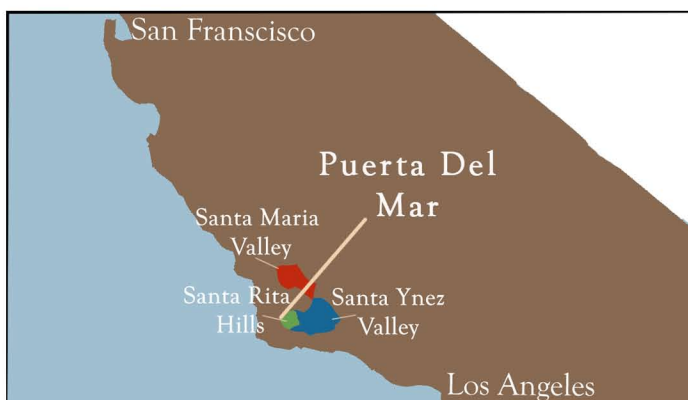 San Franscisco
Puerta Del
Mar
Santa Maria
Valley
Santa Rita
Hills
Santa Ynez
Valley
Los Angeles